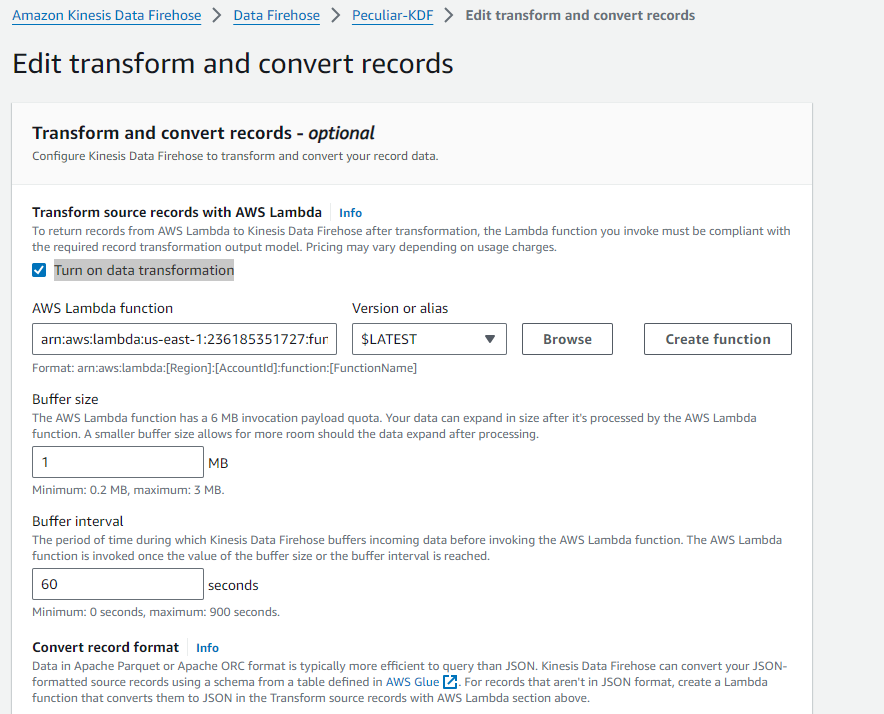 Amazon Kinesis Data Firehose > Data Firehose > Peculiar-KDF > Edit transform and convert records
Edit transform and convert records
Transform and convert records - optional
Configure Kinesis Data Firehose to transform and convert your record data.
Transform source records with AWS Lambda | Info
To return records from AWS Lambda to Kinesis Data Firehose after transformation, the Lambda function you invoke must be compliant with
the required record transformation output model. Pricing may vary depending on usage charges.
Turn on data transformation
AWS Lambda function Version or alias
arn:aws:lambda:us-east-1:236185351727:fur $LATEST Browse Create function
Format: arn:aws:lambda:[Region]:[AccountId]:function:[FunctionName]
Buffer size
The AWS Lambda function has a 6 MB invocation payload quota. Your data can expand in size after it's processed by the AWS Lambda
function. A smaller buffer size allows for more room should the data expand after processing.
1 MB
Minimum: 0.2 MB, maximum: 3 MB.
Buffer interval
The period of time during which Kinesis Data Firehose buffers incoming data before invoking the AWS Lambda function. The AWS Lambda
function is invoked once the value of the buffer size or the buffer interval is reached.
60 seconds
Minimum: 0 seconds, maximum: 900 seconds.
Convert record format | Info
Data in Apache Parquet or Apache ORC format is typically more efficient to query than JSON. Kinesis Data Firehose can convert your JSON-
formatted source records using a schema from a table defined in AWS Glue. For records that aren't in JSON format, create a Lambda
function that converts them to JSON in the Transform source records with AWS Lambda section above.